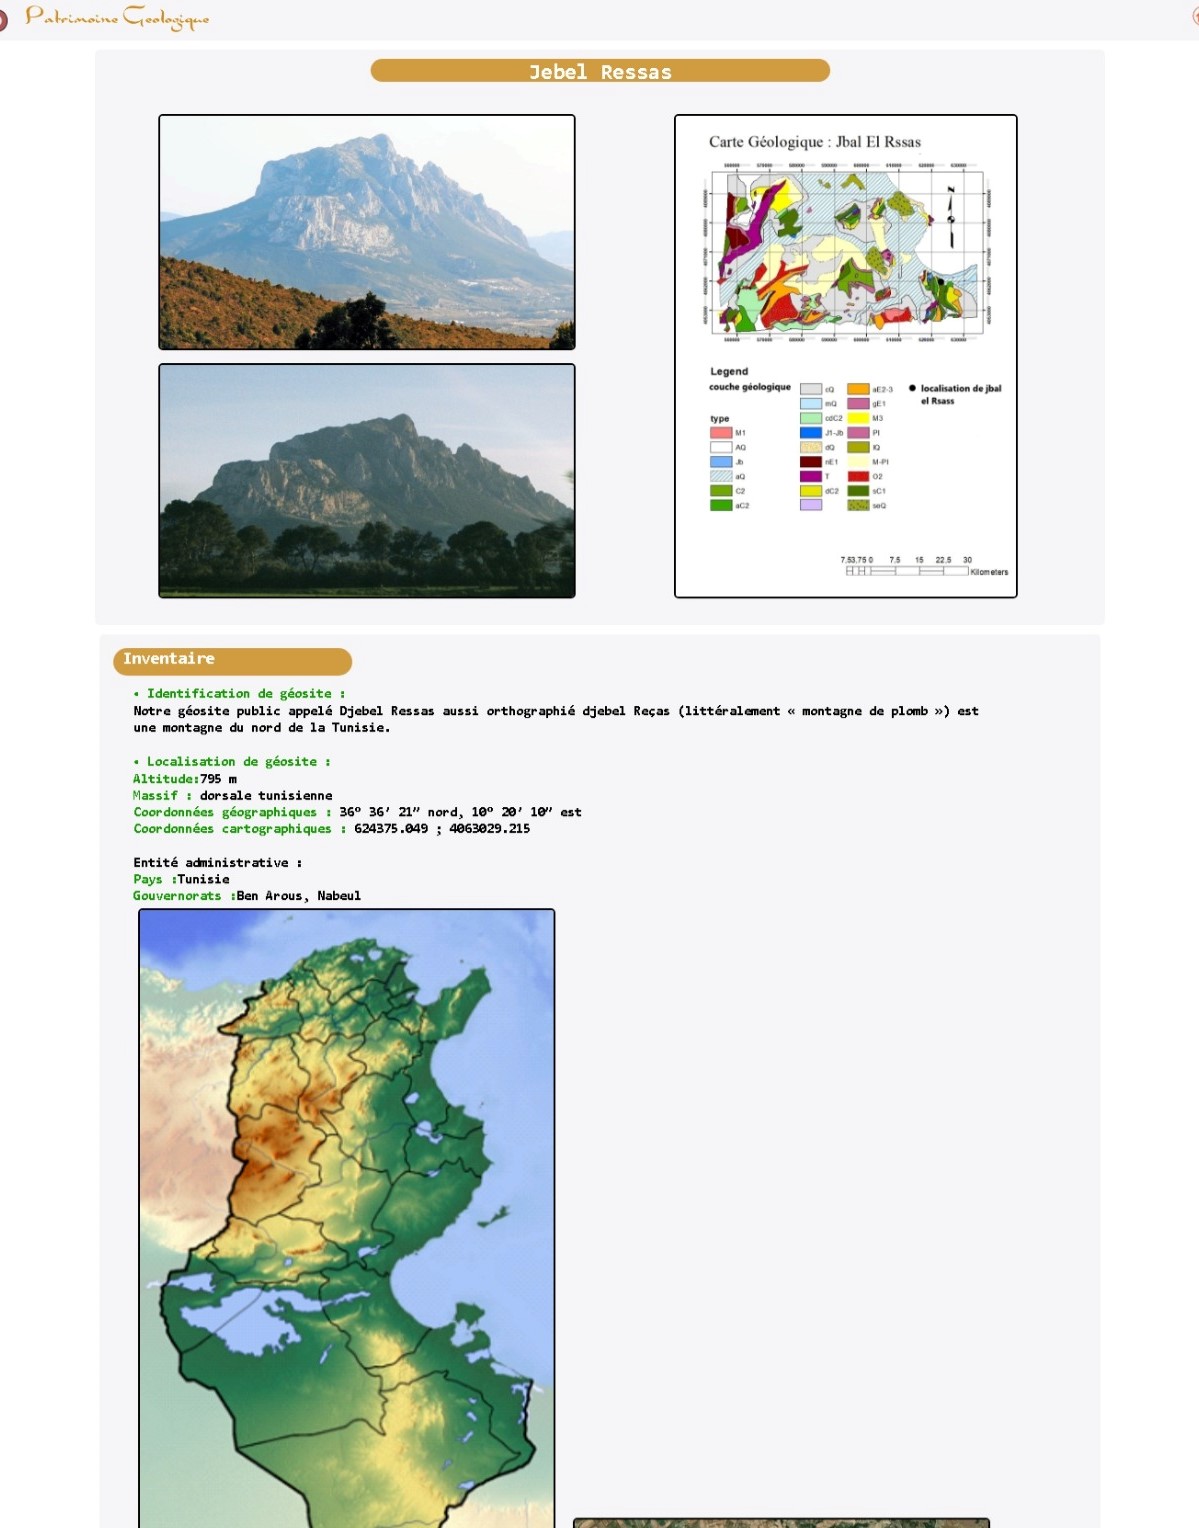 Patrimoine Geologique
Jebel Ressas
Carte Géologique : Jbal El Rssas
N
Legend
couche géologique
type
M1
AQ
Jb
aQ
C2
aC2
cQ
mQ
cdC2
J1-Jb
dQ
nE1
T
dC2
aE2-3
gE1
M3
Pl
lQ
M-Pl
O2
sC1
seQ
localisation de jbal
el Rsass
7,53,75 0 7,5 15 22,5 30
Kilometers
Inventaire
• Identification de géosite :
Notre géosite public appelé Djebel Ressas aussi orthographié djebel Reças (littéralement « montagne de plomb ») est
une montagne du nord de la Tunisie.
• Localisation de géosite :
Altitude:795 m
Massif : dorsale tunisienne
Coordonnées géographiques : 36° 36′ 21″ nord, 10° 20′ 10″ est
Coordonnées cartographiques : 624375.049 ; 4063029.215
Entité administrative :
Pays :Tunisie
Gouvernorats :Ben Arous, Nabeul